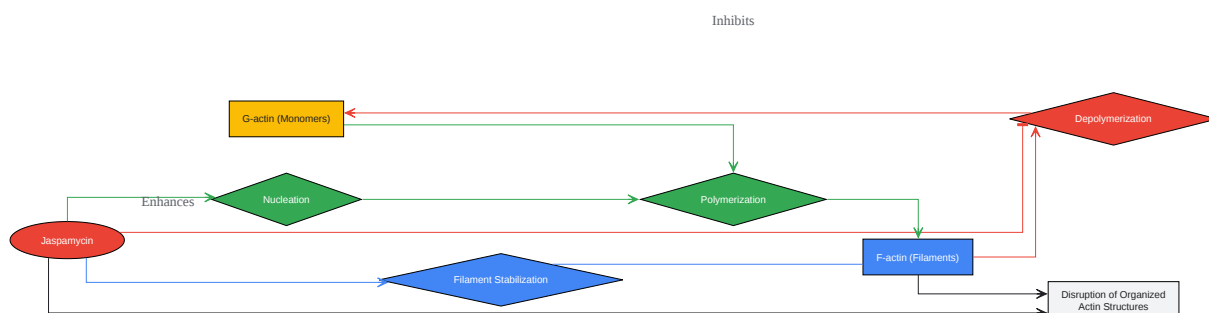 Inhibits
G-actin (Monomers)
Depolymerization
Enhances
Nucleation
Polymerization
Jaspamycin
F-actin (Filaments)
Filament Stabilization
Disruption of Organized
Actin Structures